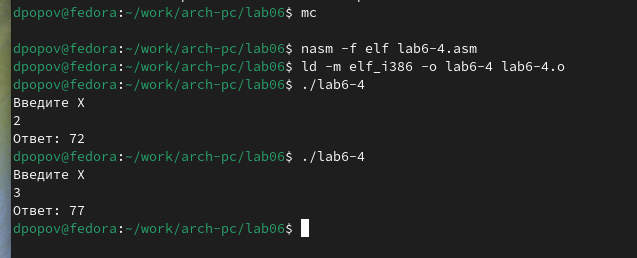 dpopov@fedora:~/work/arch-pc/lab06$ mc
dpopov@fedora:~/work/arch-pc/lab06$ nasm -f elf lab6-4.asm
dpopov@fedora:~/work/arch-pc/lab06$ ld -m elf_i386 -o lab6-4 lab6-4.o
dpopov@fedora:~/work/arch-pc/lab06$ ./lab6-4
Введите X
2
Ответ: 72
dpopov@fedora:~/work/arch-pc/lab06$ ./lab6-4
Введите X
3
Ответ: 77
dpopov@fedora:~/work/arch-pc/lab06$